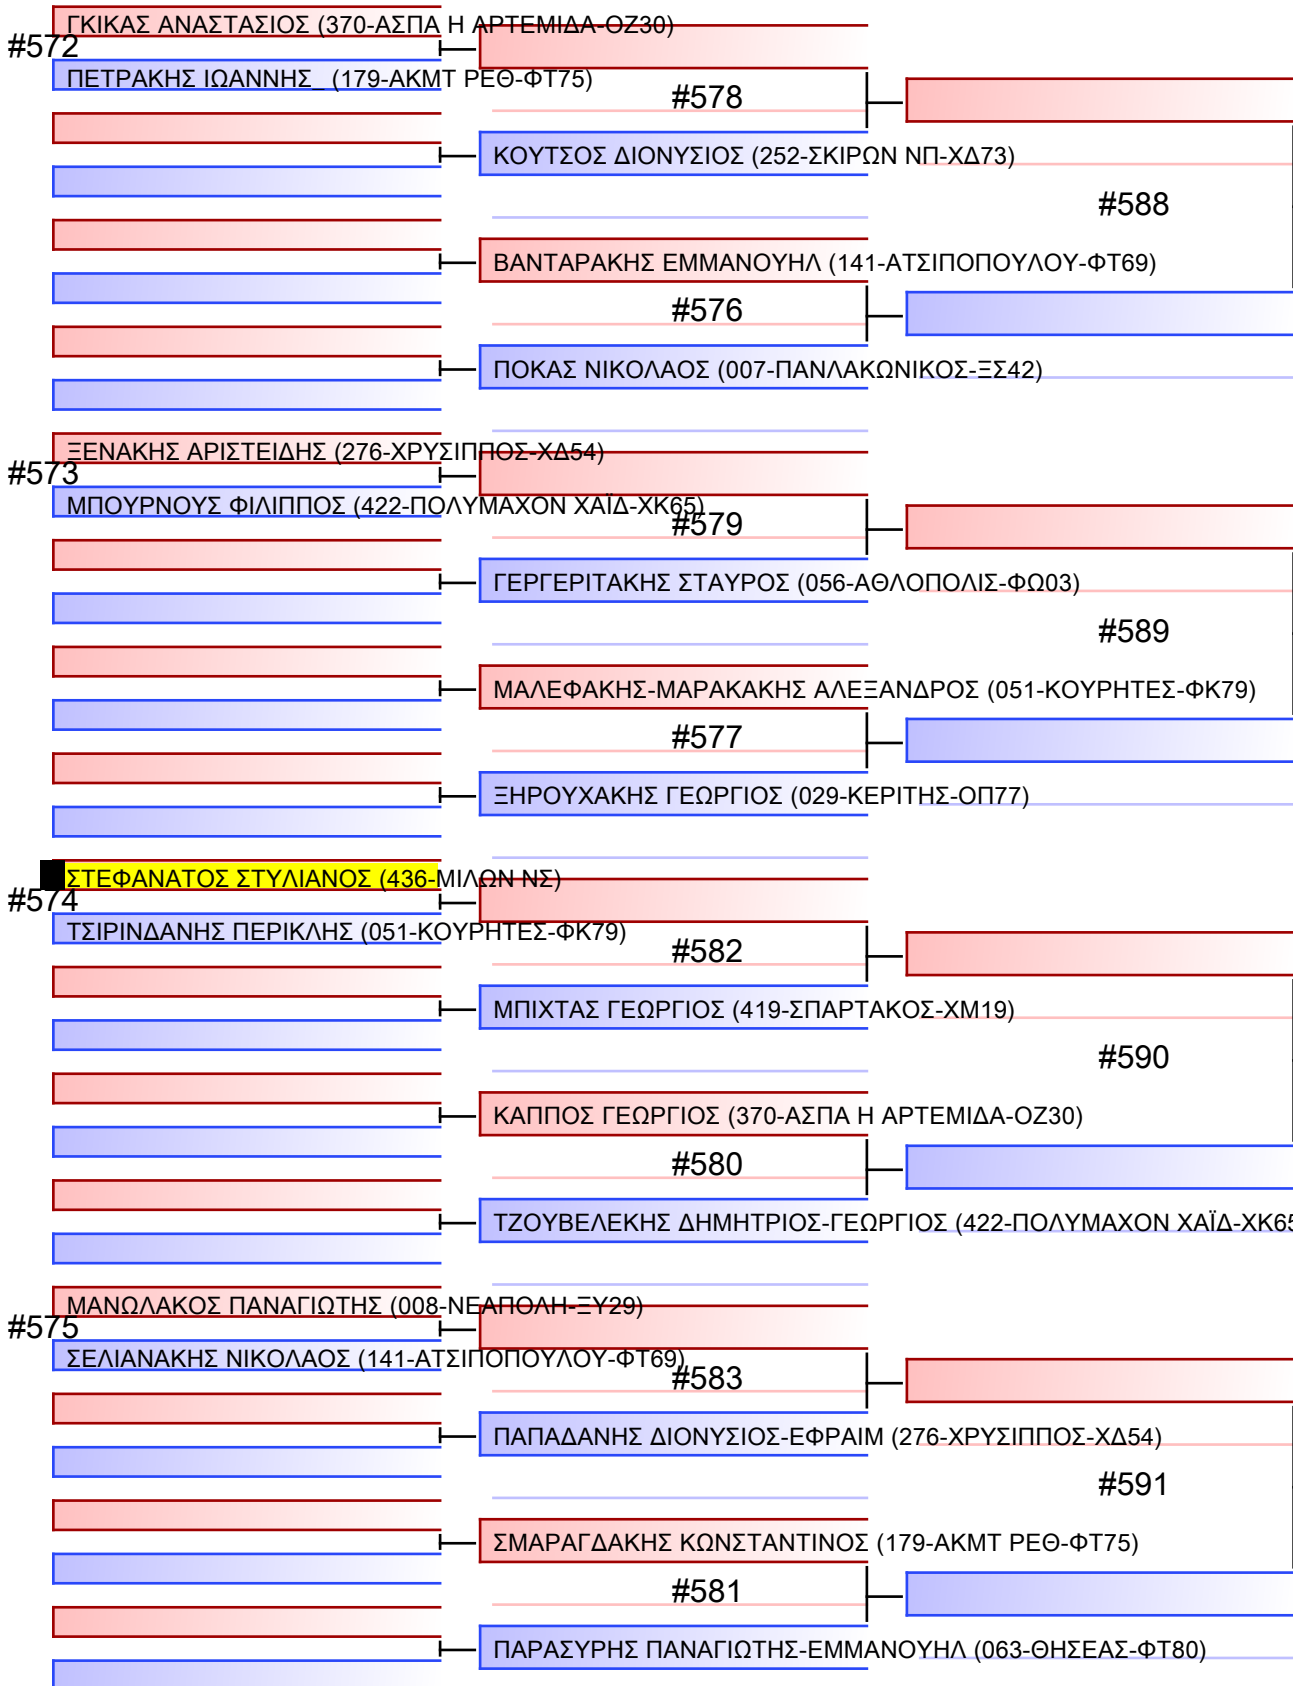 ΓΚΙΚΑΣ ΑΝΑΣΤΑΣΙΟΣ (370-ΑΣΠΑ Η ΑΡΤΕΜΙΔΑ-ΟΖ30)
#572
ΠΕΤΡΑΚΗΣ ΙΩΑΝΝΗΣ_ (179-ΑΚΜΤ ΡΕΘ-ΦΤ75)
#578
ΚΟΥΤΣΟΣ ΔΙΟΝΥΣΙΟΣ (252-ΣΚΙΡΩΝ ΝΠ-ΧΔ73)
#588
ΒΑΝΤΑΡΑΚΗΣ ΕΜΜΑΝΟΥΗΛ (141-ΑΤΣΙΠΟΠΟΥΛΟΥ-ΦΤ69)
#576
ΠΟΚΑΣ ΝΙΚΟΛΑΟΣ (007-ΠΑΝΛΑΚΩΝΙΚΟΣ-ΞΣ42)
ΞΕΝΑΚΗΣ ΑΡΙΣΤΕΙΔΗΣ (276-ΧΡΥΣΙΠΠΟΣ-ΧΔ54)
#573
ΜΠΟΥΡΝΟΥΣ ΦΙΛΙΠΠΟΣ (422-ΠΟΛΥΜΑΧΟΝ ΧΑΪΔ-ΧΚ65)
#579
ΓΕΡΓΕΡΙΤΑΚΗΣ ΣΤΑΥΡΟΣ (056-ΑΘΛΟΠΟΛΙΣ-ΦΩ03)
#589
ΜΑΛΕΦΑΚΗΣ-ΜΑΡΑΚΑΚΗΣ ΑΛΕΞΑΝΔΡΟΣ (051-ΚΟΥΡΗΤΕΣ-ΦΚ79)
#577
ΞΗΡΟΥΧΑΚΗΣ ΓΕΩΡΓΙΟΣ (029-ΚΕΡΙΤΗΣ-ΟΠ77)
ΣΤΕΦΑΝΑΤΟΣ ΣΤΥΛΙΑΝΟΣ (436-ΜΙΛΩΝ ΝΣ)
#574
ΤΣΙΡΙΝΔΑΝΗΣ ΠΕΡΙΚΛΗΣ (051-ΚΟΥΡΗΤΕΣ-ΦΚ79)
#582
ΜΠΙΧΤΑΣ ΓΕΩΡΓΙΟΣ (419-ΣΠΑΡΤΑΚΟΣ-ΧΜ19)
#590
ΚΑΠΠΟΣ ΓΕΩΡΓΙΟΣ (370-ΑΣΠΑ Η ΑΡΤΕΜΙΔΑ-ΟΖ30)
#580
ΤΖΟΥΒΕΛΕΚΗΣ ΔΗΜΗΤΡΙΟΣ-ΓΕΩΡΓΙΟΣ (422-ΠΟΛΥΜΑΧΟΝ ΧΑΪΔ-ΧΚ65
ΜΑΝΩΛΑΚΟΣ ΠΑΝΑΓΙΩΤΗΣ (008-ΝΕΑΠΟΛΗ-ΞΥ29)
#575
ΣΕΛΙΑΝΑΚΗΣ ΝΙΚΟΛΑΟΣ (141-ΑΤΣΙΠΟΠΟΥΛΟΥ-ΦΤ69)
#583
ΠΑΠΑΔΑΝΗΣ ΔΙΟΝΥΣΙΟΣ-ΕΦΡΑΙΜ (276-ΧΡΥΣΙΠΠΟΣ-ΧΔ54)
#591
ΣΜΑΡΑΓΔΑΚΗΣ ΚΩΝΣΤΑΝΤΙΝΟΣ (179-ΑΚΜΤ ΡΕΘ-ΦΤ75)
#581
ΠΑΡΑΣΥΡΗΣ ΠΑΝΑΓΙΩΤΗΣ-ΕΜΜΑΝΟΥΗΛ (063-ΘΗΣΕΑΣ-ΦΤ80)